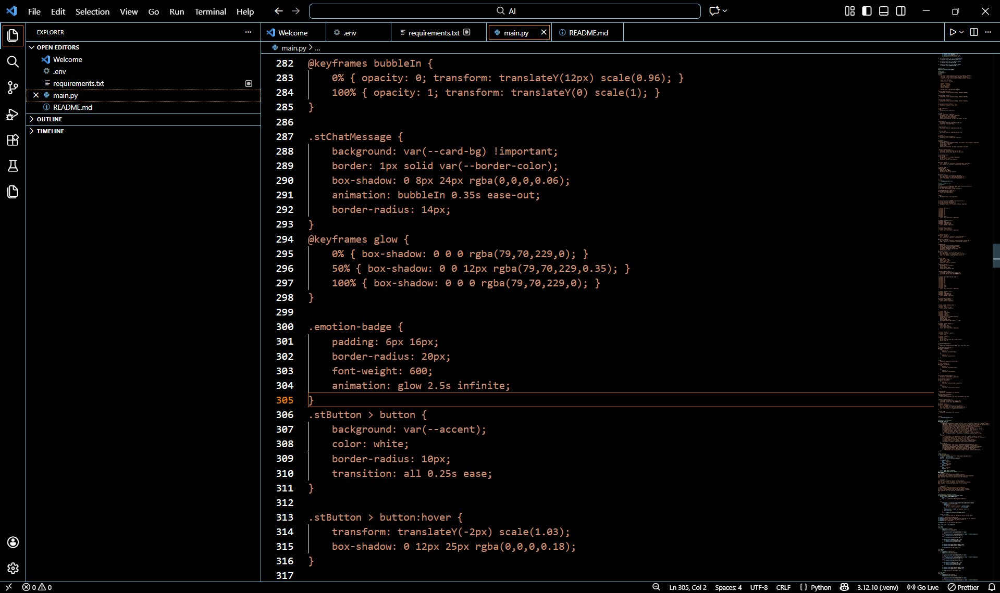 File Edit Selection View Go Run Terminal Help
AI
EXPLORER
OPEN EDITORS
Welcome
.env
requirements.txt
main.py
README.md
OUTLINE
TIMELINE
Welcome .env requirements.txt main.py README.md
main.py > ...
282 @keyframes bubbleIn {
283 0% { opacity: 0; transform: translateY(12px) scale(0.96); }
284 100% { opacity: 1; transform: translateY(0) scale(1); }
285 }
286
287 .stChatMessage {
288 background: var(--card-bg) !important;
289 border: 1px solid var(--border-color);
290 box-shadow: 0 8px 24px rgba(0,0,0,0.06);
291 animation: bubbleIn 0.35s ease-out;
292 border-radius: 14px;
293 }
294 @keyframes glow {
295 0% { box-shadow: 0 0 0 rgba(79,70,229,0); }
296 50% { box-shadow: 0 0 12px rgba(79,70,229,0.35); }
297 100% { box-shadow: 0 0 0 rgba(79,70,229,0); }
298 }
299
300 .emotion-badge {
301 padding: 6px 16px;
302 border-radius: 20px;
303 font-weight: 600;
304 animation: glow 2.5s infinite;
305 }
306 .stButton > button {
307 background: var(--accent);
308 color: white;
309 border-radius: 10px;
310 transition: all 0.25s ease;
311 }
312
313 .stButton > button:hover {
314 transform: translateY(-2px) scale(1.03);
315 box-shadow: 0 12px 25px rgba(0,0,0,0.18);
316 }
317
0 0 Ln 305, Col 2 Spaces: 4 UTF-8 CRLF { } Python 3.12.10 (.venv) Go Live Prettier